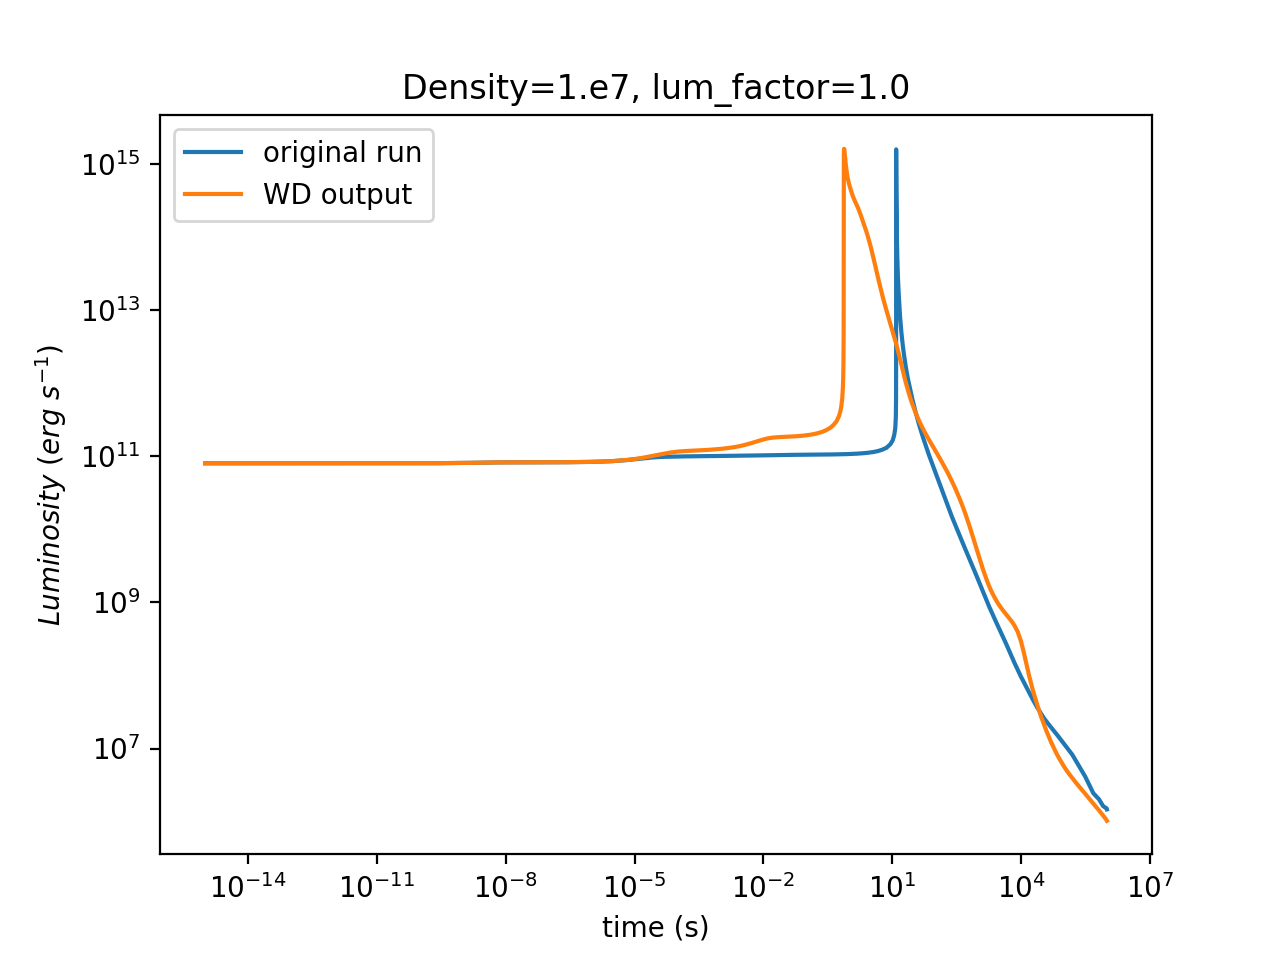 Density=1.e7, lum_factor=1.0
original run
WD output
10^15
10^13
10^11
10^9
10^7
Luminosity (erg s^−1)
10^−14 10^−11 10^−8 10^−5 10^−2 10^1 10^4 10^7
time (s)